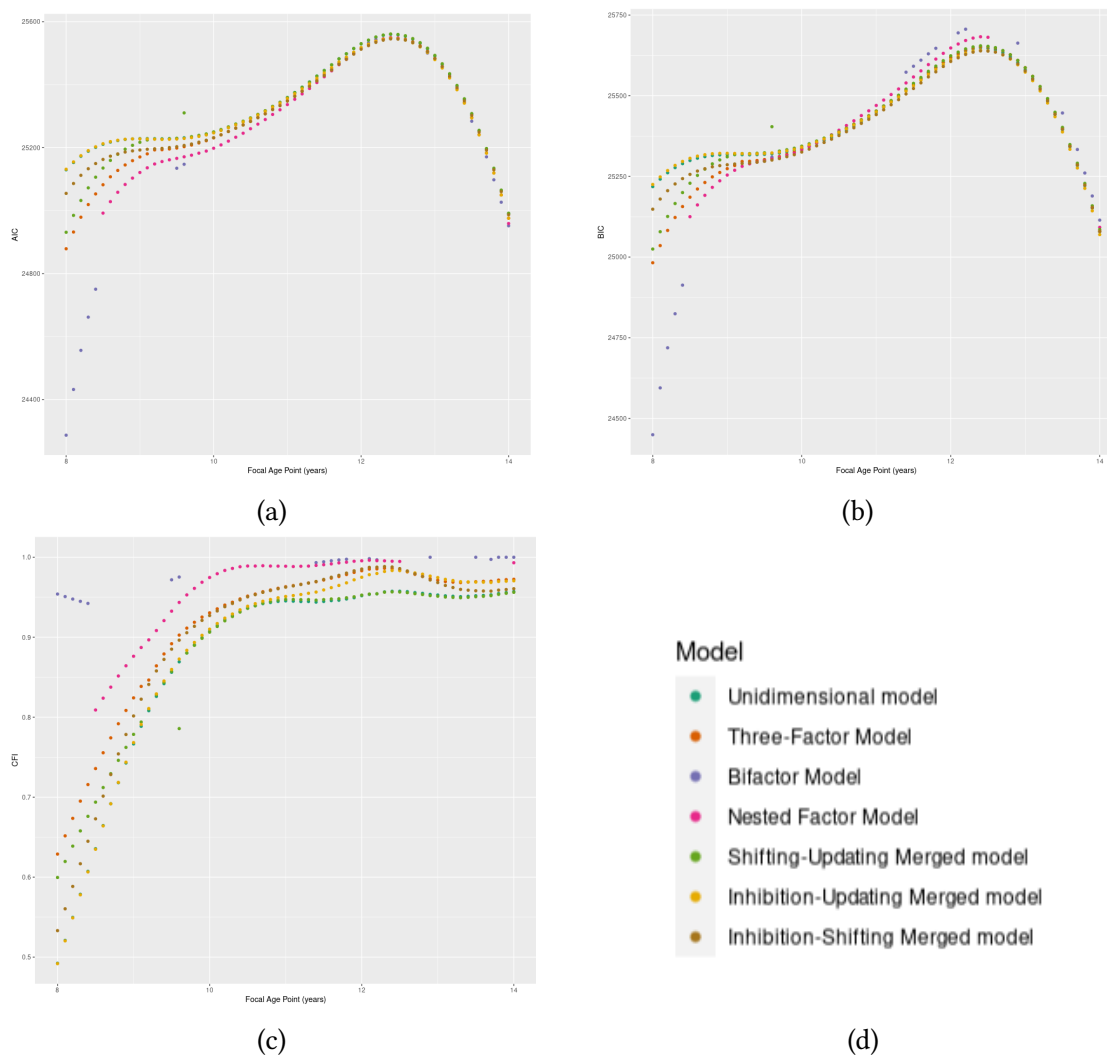 25600
25200
24800
24400
AIC
8
10
12
14
Focal Age Point (years)
(a)
25750
25500
25250
25000
24750
24500
BIC
8
10
12
14
Focal Age Point (years)
(b)
1.0
0.9
0.8
0.7
0.6
0.5
CFI
8
10
12
14
Focal Age Point (years)
(c)
Model
Unidimensional model
Three-Factor Model
Bifactor Model
Nested Factor Model
Shifting-Updating Merged model
Inhibition-Updating Merged model
Inhibition-Shifting Merged model
(d)